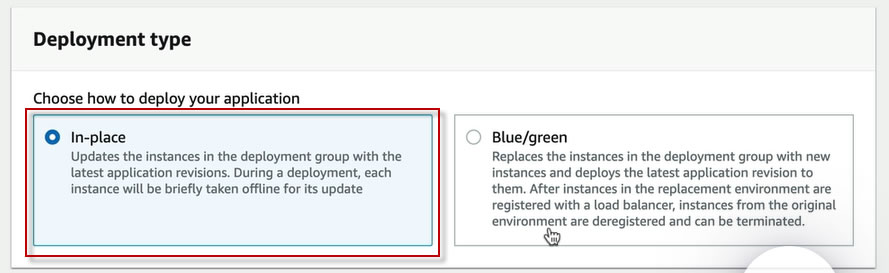 Deployment type
Choose how to deploy your application
In-place
Updates the instances in the deployment group with the
latest application revisions. During a deployment, each
instance will be briefly taken offline for its update
Blue/green
Replaces the instances in the deployment group with new
instances and deploys the latest application revision to
them. After instances in the replacement environment are
registered with a load balancer, instances from the original
environment are deregistered and can be terminated.